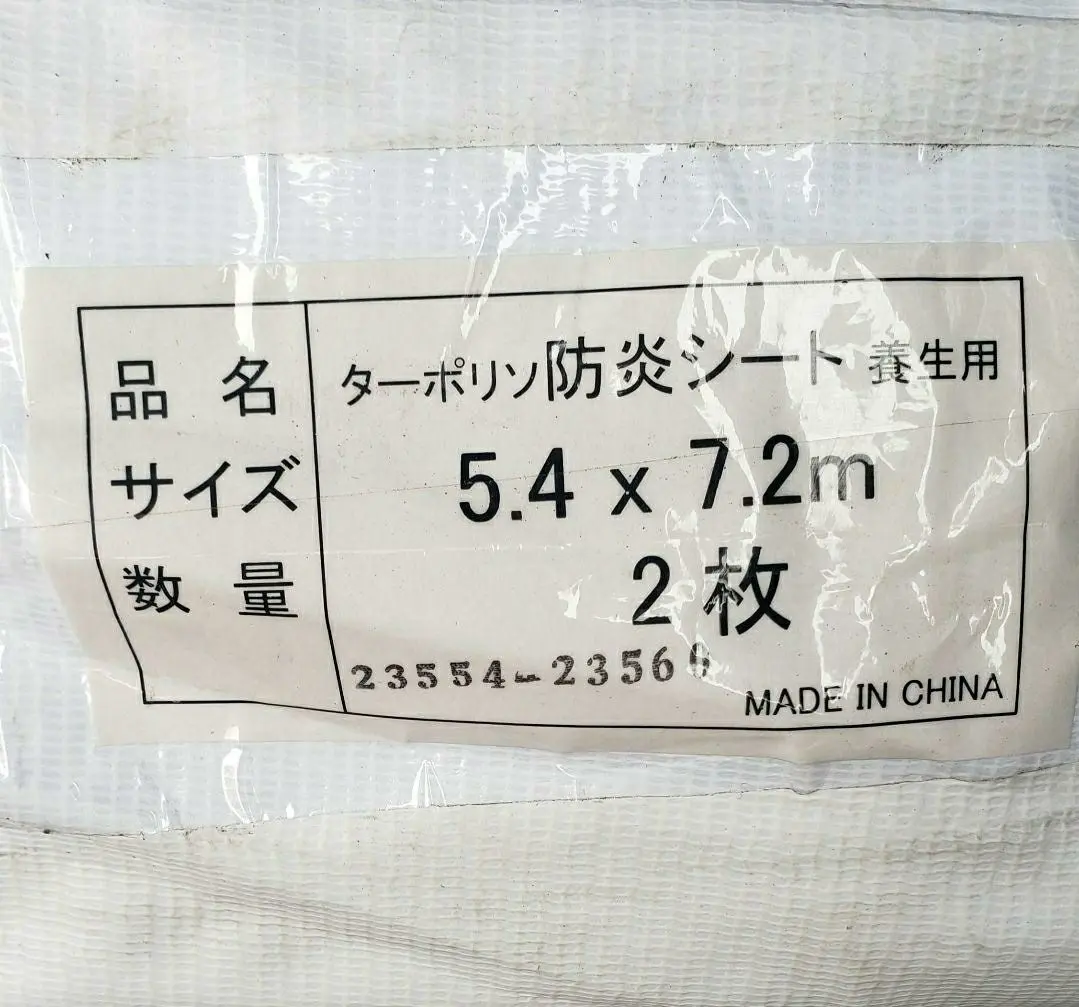 品名 ターポリソ防炎シート 養生用
サイズ 5.4 x 7.2m
数量 2枚
MADE IN CHINA